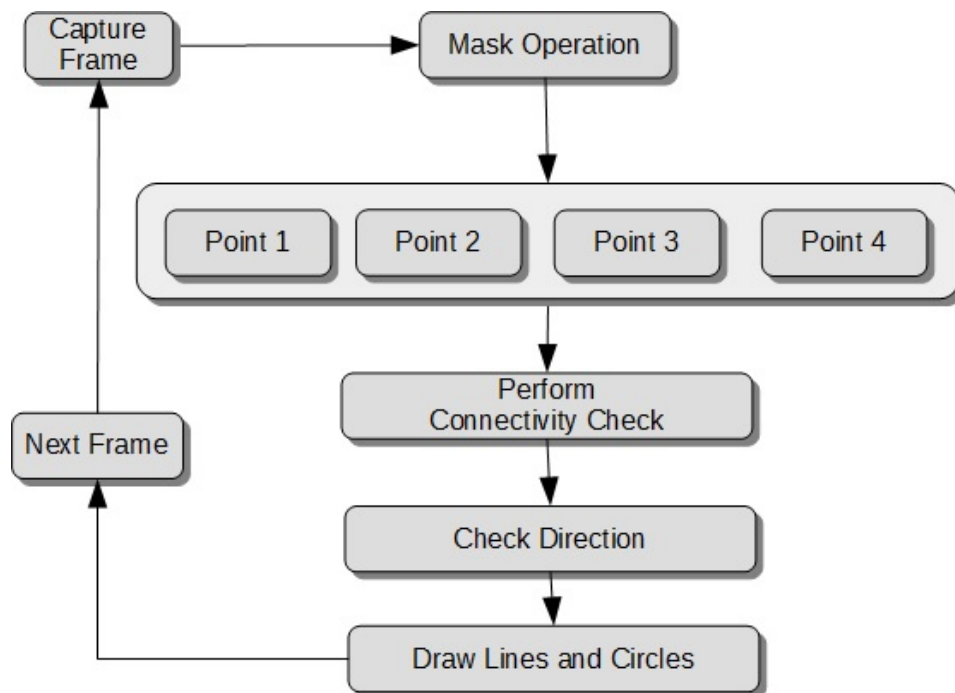 Capture
Frame
Mask Operation
Point 1
Point 2
Point 3
Point 4
Perform
Connectivity Check
Next Frame
Check Direction
Draw Lines and Circles